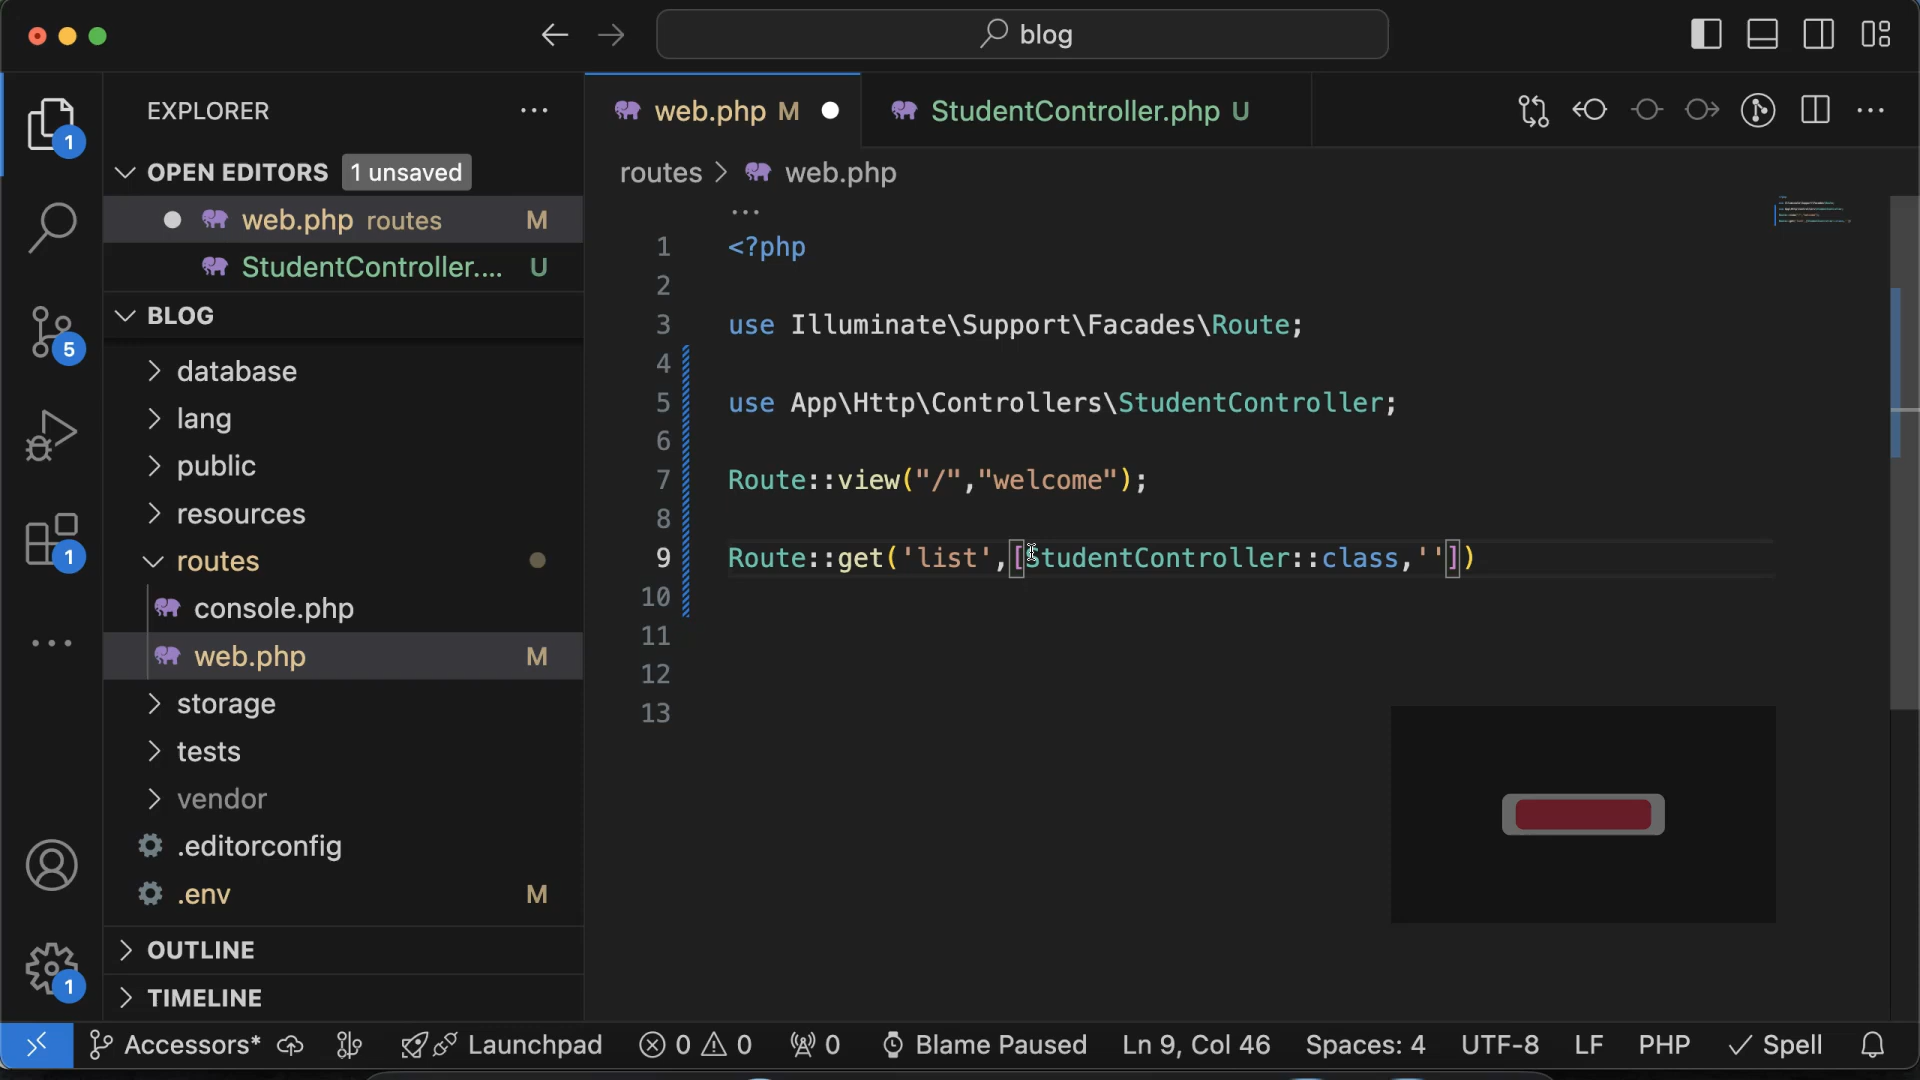 blog
EXPLORER
OPEN EDITORS 1 unsaved
web.php routes M
StudentController.... U
BLOG
database
lang
public
resources
routes
console.php
web.php M
storage
tests
vendor
.editorconfig
.env M
OUTLINE
TIMELINE
1
5
1
1
web.php M
StudentController.php U
routes > web.php
...
1 <?php
2
3 use Illuminate\Support\Facades\Route;
4
5 use App\Http\Controllers\StudentController;
6
7 Route::view("/","welcome");
8
9 Route::get('list',[StudentController::class,''])
10
11
12
13
Accessors* Launchpad 0 0 0 Blame Paused Ln 9, Col 46 Spaces: 4 UTF-8 LF PHP Spell